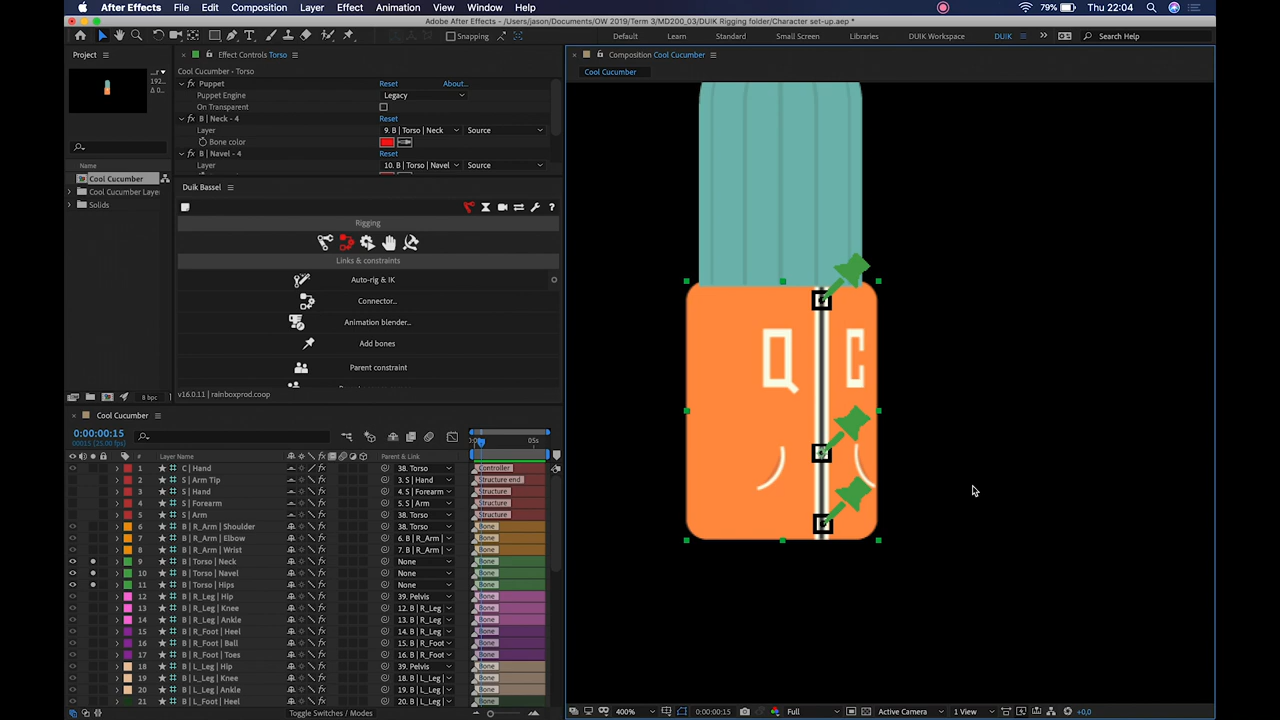 After Effects File Edit Composition Layer Effect Animation View Window Help 79% Thu 22:04
Adobe After Effects 2019 - /Users/jason/Documents/OW 2019/Term 3/MD200_03/DUIK Rigging folder/Character set-up.aep *
Snapping Default Learn Standard Small Screen Libraries DUIK Workspace DUIK Search Help
Project Effect Controls Torso Composition Cool Cucumber
Cool Cucumber • Torso Cool Cucumber
192...
Δ 0...
fx Puppet Reset About...
Puppet Engine Legacy
On Transparent
fx B | Neck - 4 Reset
Layer 9. B | Torso | Neck Source
Bone color
fx B | Navel - 4 Reset
Layer 10. B | Torso | Navel Source
Name
Cool Cucumber
Cool Cucumber Laye
Solids
8 bpc
Duik Bassel
Rigging
Links & constraints
Auto-rig & IK
Connector...
Animation blender...
Add bones
Parent constraint
v16.0.11 | rainboxprod.coop
Q C
Cool Cucumber
0:00:00:15
00015 (25.00 fps)
05s
# Layer Name Parent & Link
1 C | Hand 38. Torso Controller
2 S | Arm Tip 3. S | Hand Structure end
3 S | Hand 4. S | Forearm Structure
4 S | Forearm 5. S | Arm Structure
5 S | Arm 38. Torso Structure
6 B | R_Arm | Shoulder 38. Torso Bone
7 B | R_Arm | Elbow 6. B | R_Arm Bone
8 B | R_Arm | Wrist 7. B | R_Arm Bone
9 B | Torso | Neck None Bone
10 B | Torso | Navel None Bone
11 B | Torso | Hips None Bone
12 B | R_Leg | Hip 39. Pelvis Bone
13 B | R_Leg | Knee 12. B | R_Leg Bone
14 B | R_Leg | Ankle 13. B | R_Leg Bone
15 B | R_Foot | Heel 14. B | R_Leg Bone
16 B | R_Foot | Ball 15. B | R_Foot Bone
17 B | R_Foot | Toes 16. B | R_Foot Bone
18 B | L_Leg | Hip 39. Pelvis Bone
19 B | L_Leg | Knee 18. B | L_Leg Bone
20 B | L_Leg | Ankle 19. B | L_Leg Bone
21 B | L_Foot | Heel 20. B | L_Leg Bone
Toggle Switches / Modes
400% 0:00:00:15 Full Active Camera 1 View +0,0